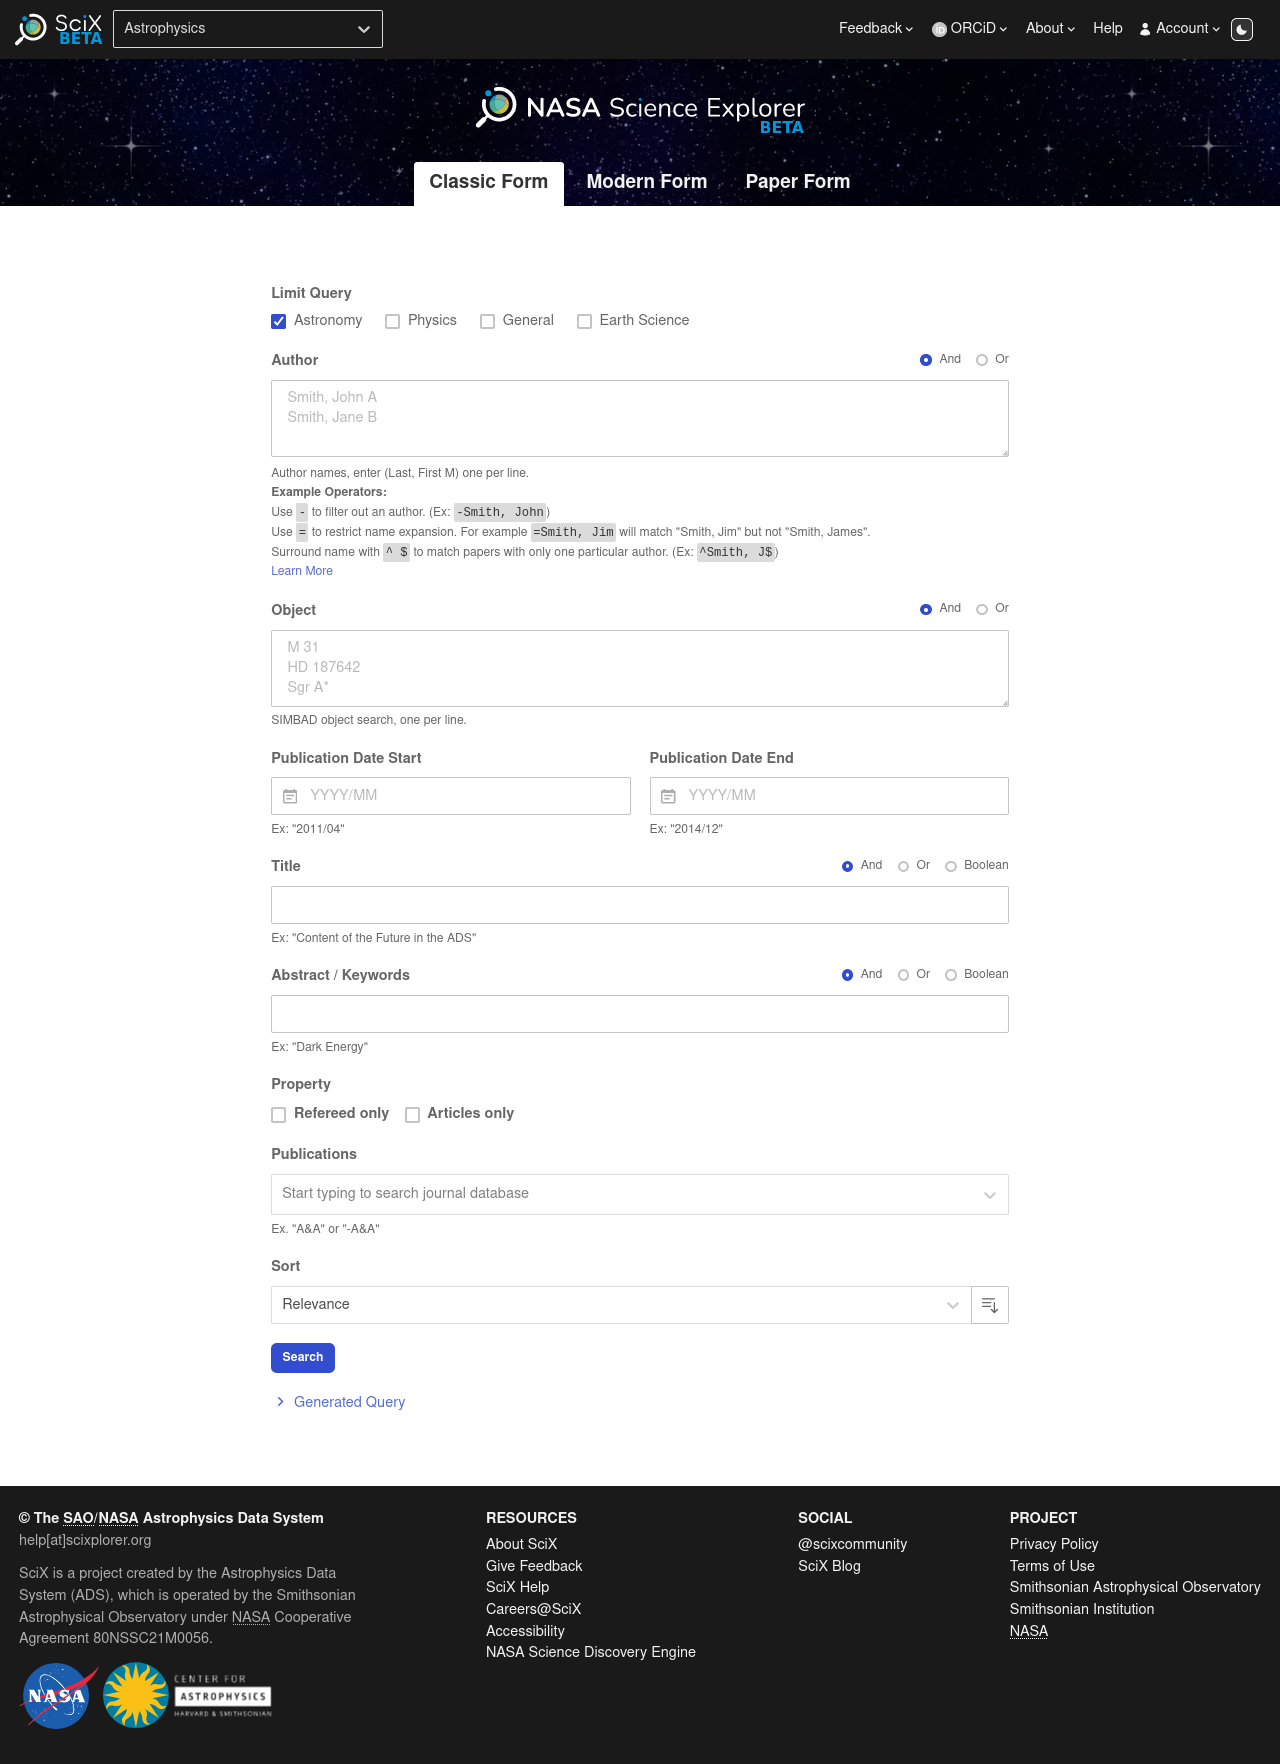 SciX
BETA
Astrophysics
Feedback
iD ORCiD
About
Help
Account
NASA Science Explorer
BETA
Classic Form
Modern Form
Paper Form
Limit Query
Astronomy
Physics
General
Earth Science
Author
And
Or
Smith, John A
Smith, Jane B
Author names, enter (Last, First M) one per line.
Example Operators:
Use - to filter out an author. (Ex: -Smith, John)
Use = to restrict name expansion. For example =Smith, Jim will match "Smith, Jim" but not "Smith, James".
Surround name with ^ $ to match papers with only one particular author. (Ex: ^Smith, J$)
Learn More
Object
And
Or
M 31
HD 187642
Sgr A*
SIMBAD object search, one per line.
Publication Date Start
Publication Date End
YYYY/MM
YYYY/MM
Ex: "2011/04"
Ex: "2014/12"
Title
And
Or
Boolean
Ex: "Content of the Future in the ADS"
Abstract / Keywords
And
Or
Boolean
Ex: "Dark Energy"
Property
Refereed only
Articles only
Publications
Start typing to search journal database
Ex. "A&A" or "-A&A"
Sort
Relevance
Search
Generated Query
© The SAO/NASA Astrophysics Data System
help[at]scixplorer.org
SciX is a project created by the Astrophysics Data
System (ADS), which is operated by the Smithsonian
Astrophysical Observatory under NASA Cooperative
Agreement 80NSSC21M0056.
NASA
CENTER FOR
ASTROPHYSICS
HARVARD & SMITHSONIAN
RESOURCES
About SciX
Give Feedback
SciX Help
Careers@SciX
Accessibility
NASA Science Discovery Engine
SOCIAL
@scixcommunity
SciX Blog
PROJECT
Privacy Policy
Terms of Use
Smithsonian Astrophysical Observatory
Smithsonian Institution
NASA